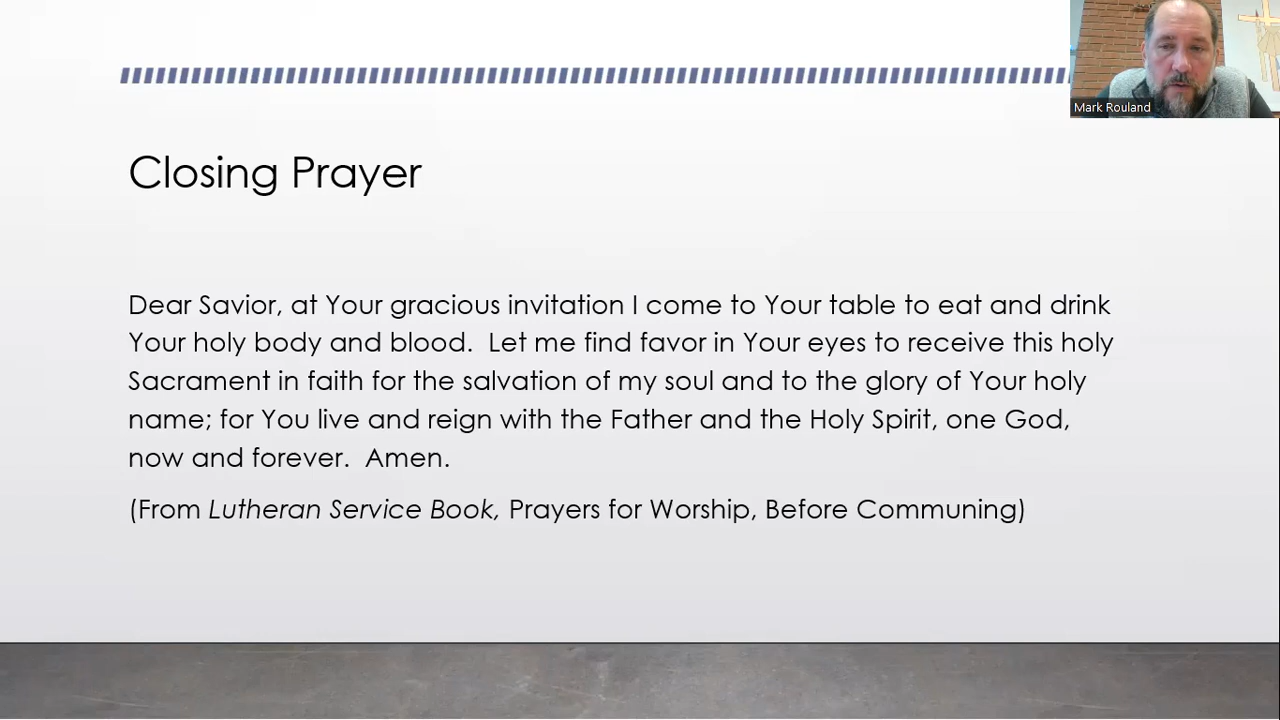 Mark Rouland
Closing Prayer
Dear Savior, at Your gracious invitation I come to Your table to eat and drink
Your holy body and blood.  Let me find favor in Your eyes to receive this holy
Sacrament in faith for the salvation of my soul and to the glory of Your holy
name; for You live and reign with the Father and the Holy Spirit, one God,
now and forever.  Amen.
(From Lutheran Service Book, Prayers for Worship, Before Communing)